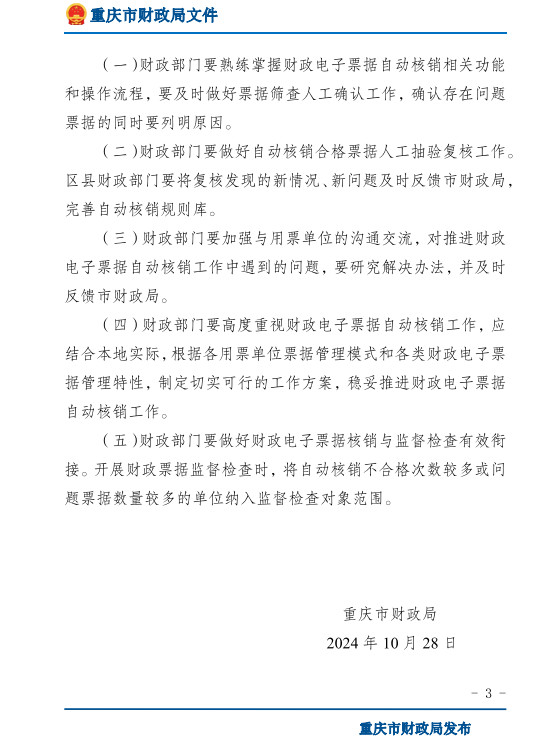 重庆市财政局文件
（一）财政部门要熟练掌握财政电子票据自动核销相关功能
和操作流程，要及时做好票据筛查人工确认工作，确认存在问题
票据的同时要列明原因。
（二）财政部门要做好自动核销合格票据人工抽验复核工作。
区县财政部门要将复核发现的新情况、新问题及时反馈市财政局，
完善自动核销规则库。
（三）财政部门要加强与用票单位的沟通交流，对推进财政
电子票据自动核销工作中遇到的问题，要研究解决办法，并及时
反馈市财政局。
（四）财政部门要高度重视财政电子票据自动核销工作，应
结合本地实际，根据各用票单位票据管理模式和各类财政电子票
据管理特性，制定切实可行的工作方案，稳妥推进财政电子票据
自动核销工作。
（五）财政部门要做好财政电子票据核销与监督检查有效衔
接。开展财政票据监督检查时，将自动核销不合格次数较多或问
题票据数量较多的单位纳入监督检查对象范围。
重庆市财政局
2024 年 10 月 28 日
- 3 -
重庆市财政局发布